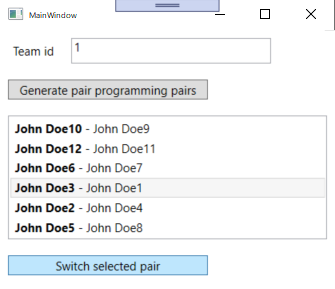 MainWindow
Team id 1
Generate pair programming pairs
John Doe10 - John Doe9
John Doe12 - John Doe11
John Doe6 - John Doe7
John Doe3 - John Doe1
John Doe2 - John Doe4
John Doe5 - John Doe8
Switch selected pair